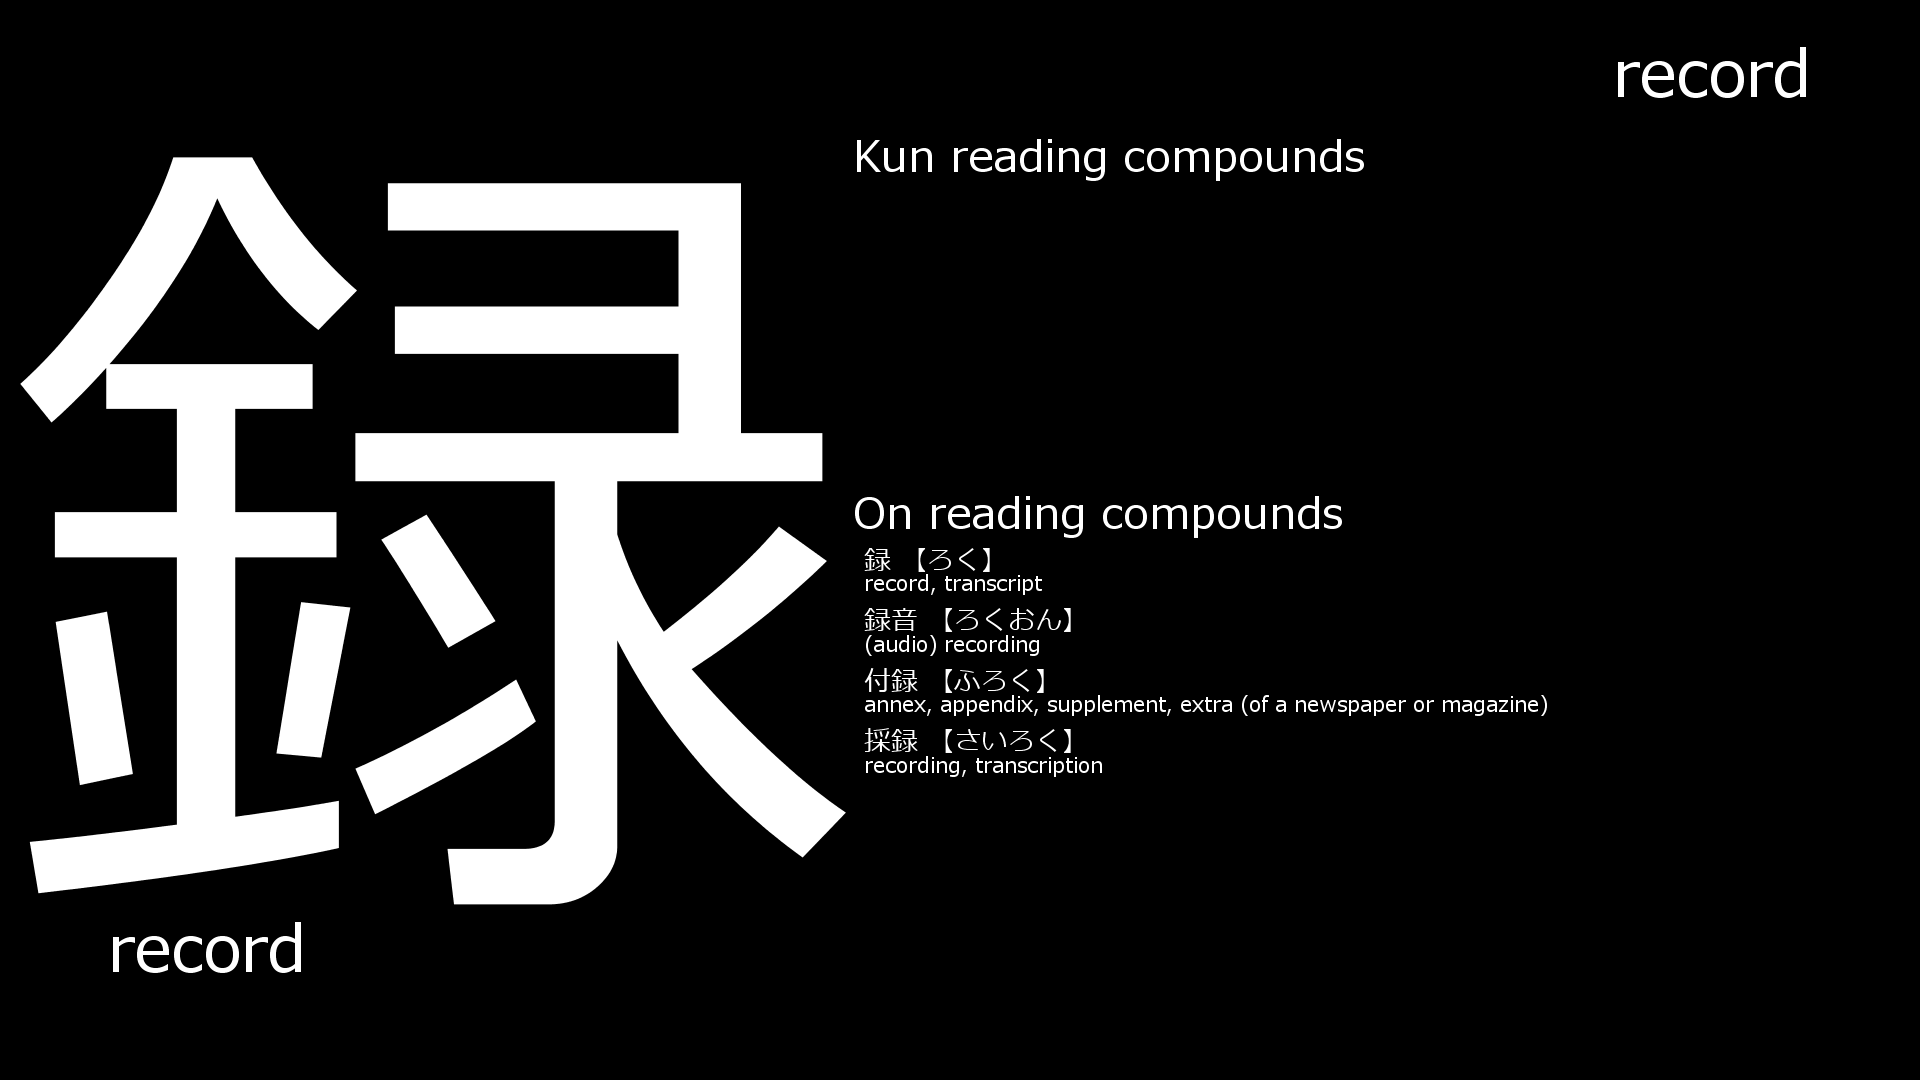 record
録
Kun reading compounds
On reading compounds
録 【ろく】
record, transcript
録音 【ろくおん】
(audio) recording
付録 【ふろく】
annex, appendix, supplement, extra (of a newspaper or magazine)
採録 【さいろく】
recording, transcription
record